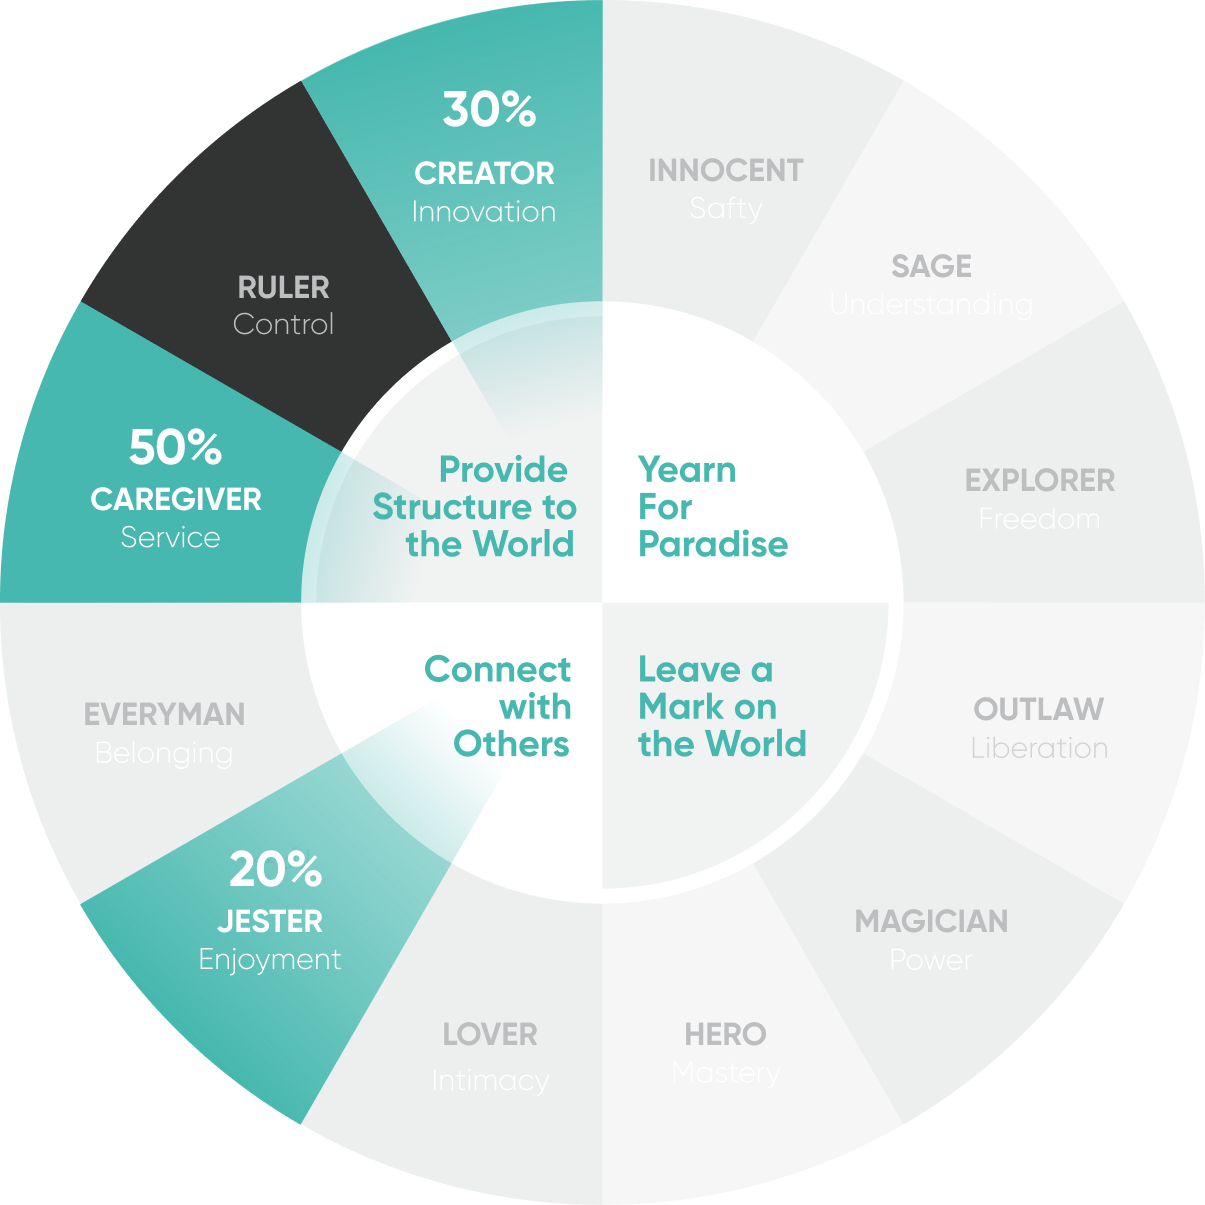 30%
CREATOR
Innovation
INNOCENT
Safty
SAGE
Understanding
RULER
Control
50%
CAREGIVER
Service
EXPLORER
Freedom
Provide
Structure to
the World
Yearn
For
Paradise
Connect
with
Others
Leave a
Mark on
the World
EVERYMAN
Belonging
OUTLAW
Liberation
20%
JESTER
Enjoyment
MAGICIAN
Power
LOVER
Intimacy
HERO
Mastery